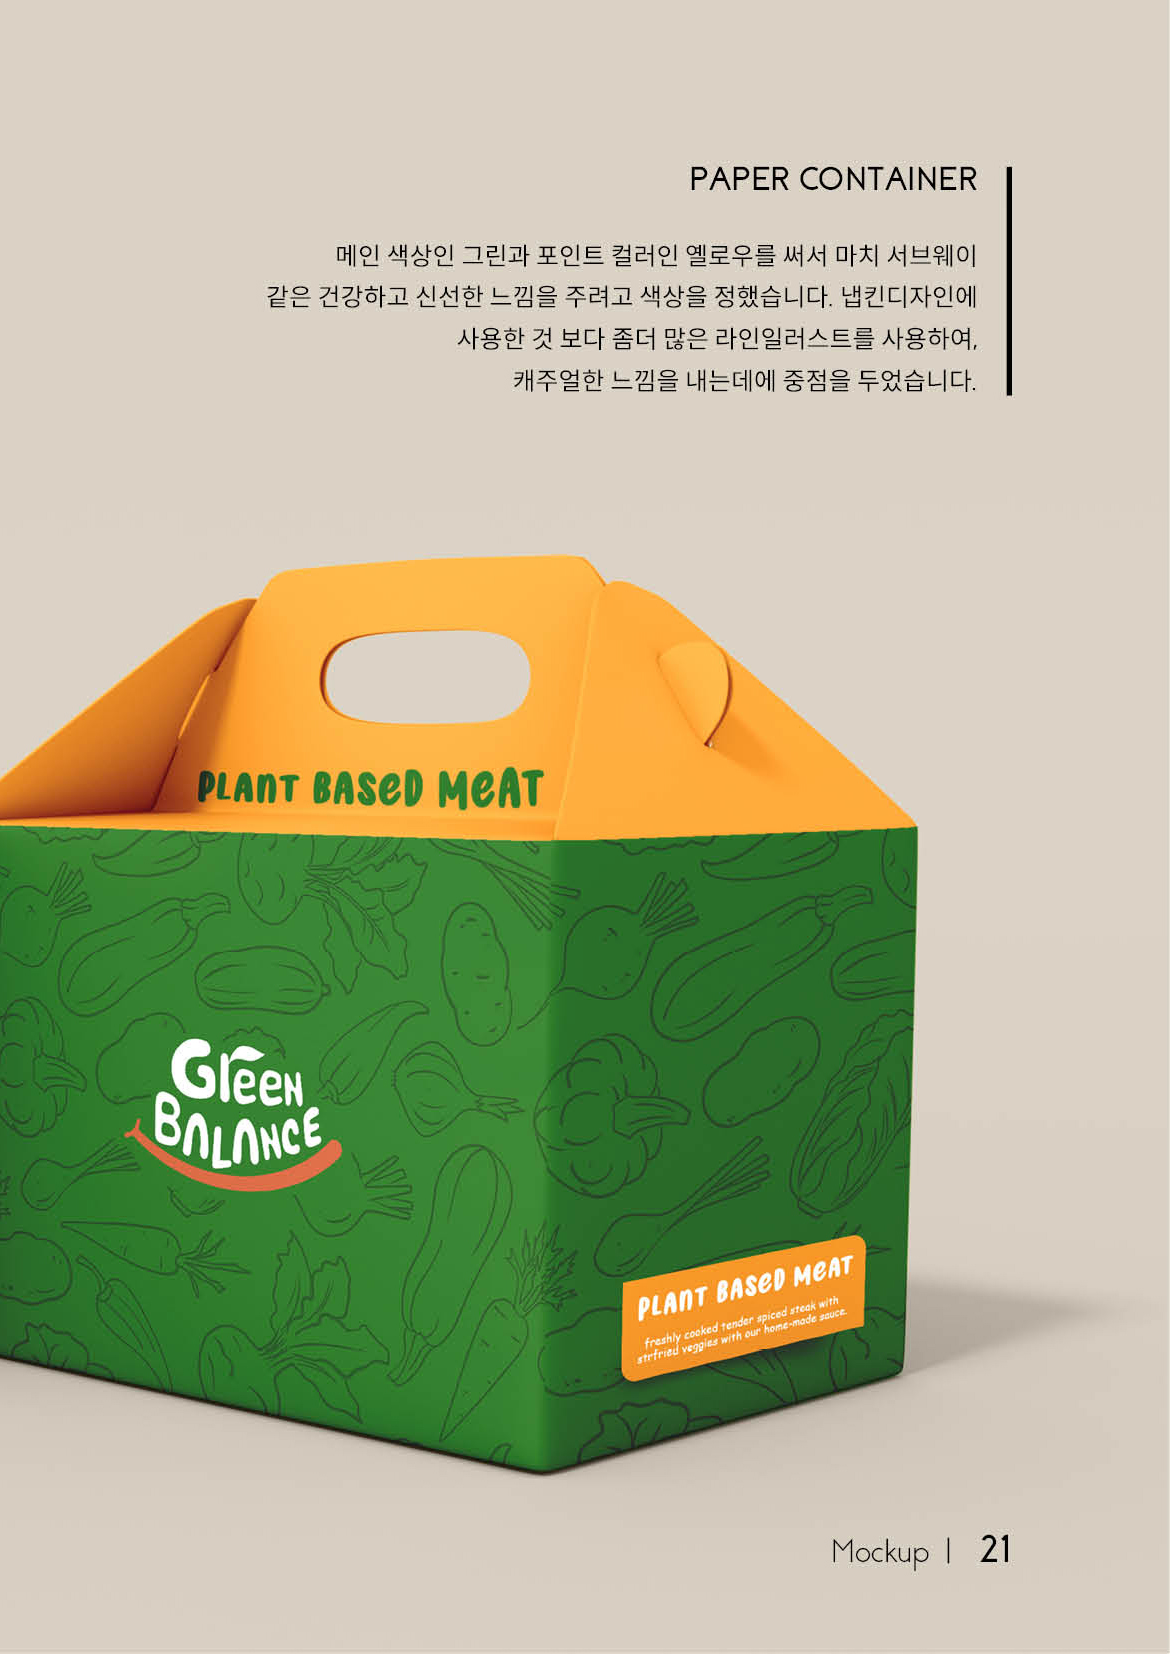 PAPER CONTAINER
메인 색상인 그린과 포인트 컬러인 옐로우를 써서 마치 서브웨이
같은 건강하고 신선한 느낌을 주려고 색상을 정했습니다. 냅킨디자인에
사용한 것 보다 좀더 많은 라인일러스트를 사용하여,
캐주얼한 느낌을 내는데에 중점을 두었습니다.
PLANT BASED MEAT
Green
BALANCE
PLANT BASED MEAT
freshly cooked tender spiced steak with
strfried veggies with our home-made sauce.
Mockup | 21